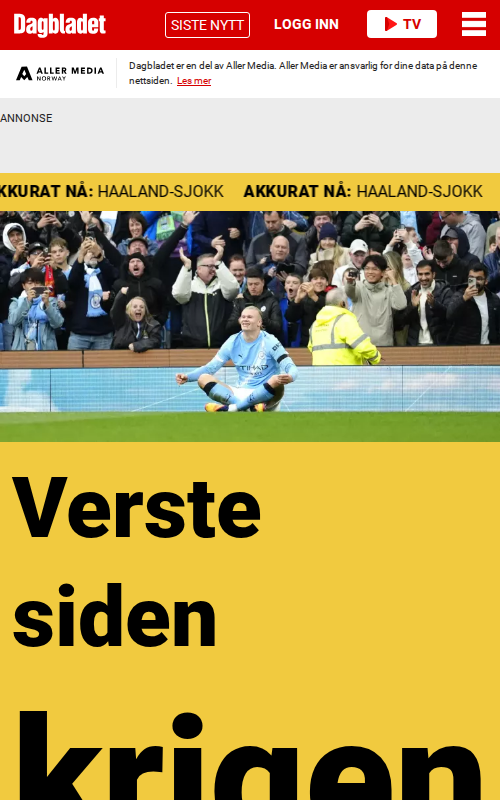 Dagbladet
SISTE NYTT
LOGG INN
TV
ALLER MEDIA
NORWAY
Dagbladet er en del av Aller Media. Aller Media er ansvarlig for dine data på denne
nettsiden. Les mer
ANNONSE
KKURAT NÅ: HAALAND-SJOKK AKKURAT NÅ: HAALAND-SJOKK
ETIHAD
Verste
siden
krigen